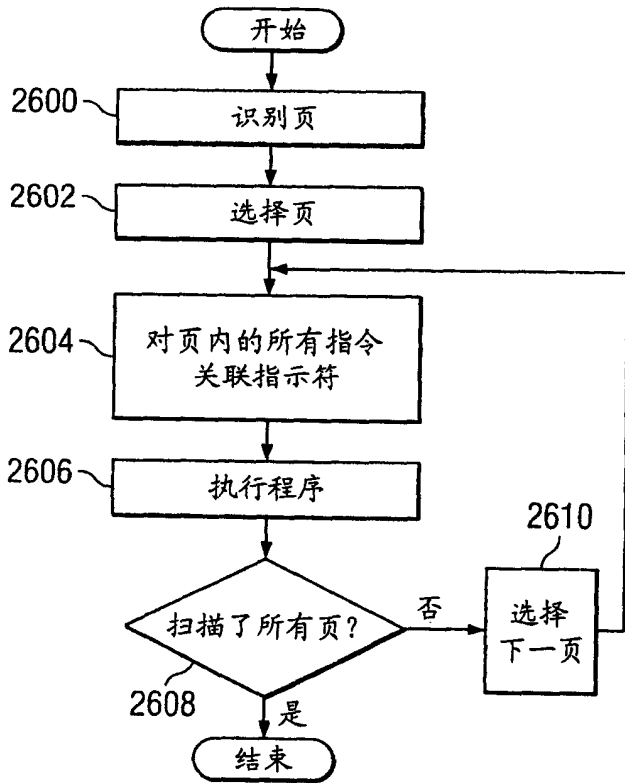 开始
2600
识别页
2602
选择页
2604
对页内的所有指令
关联指示符
2606
执行程序
2610
扫描了所有页?
否
选择
下一页
2608
是
结束